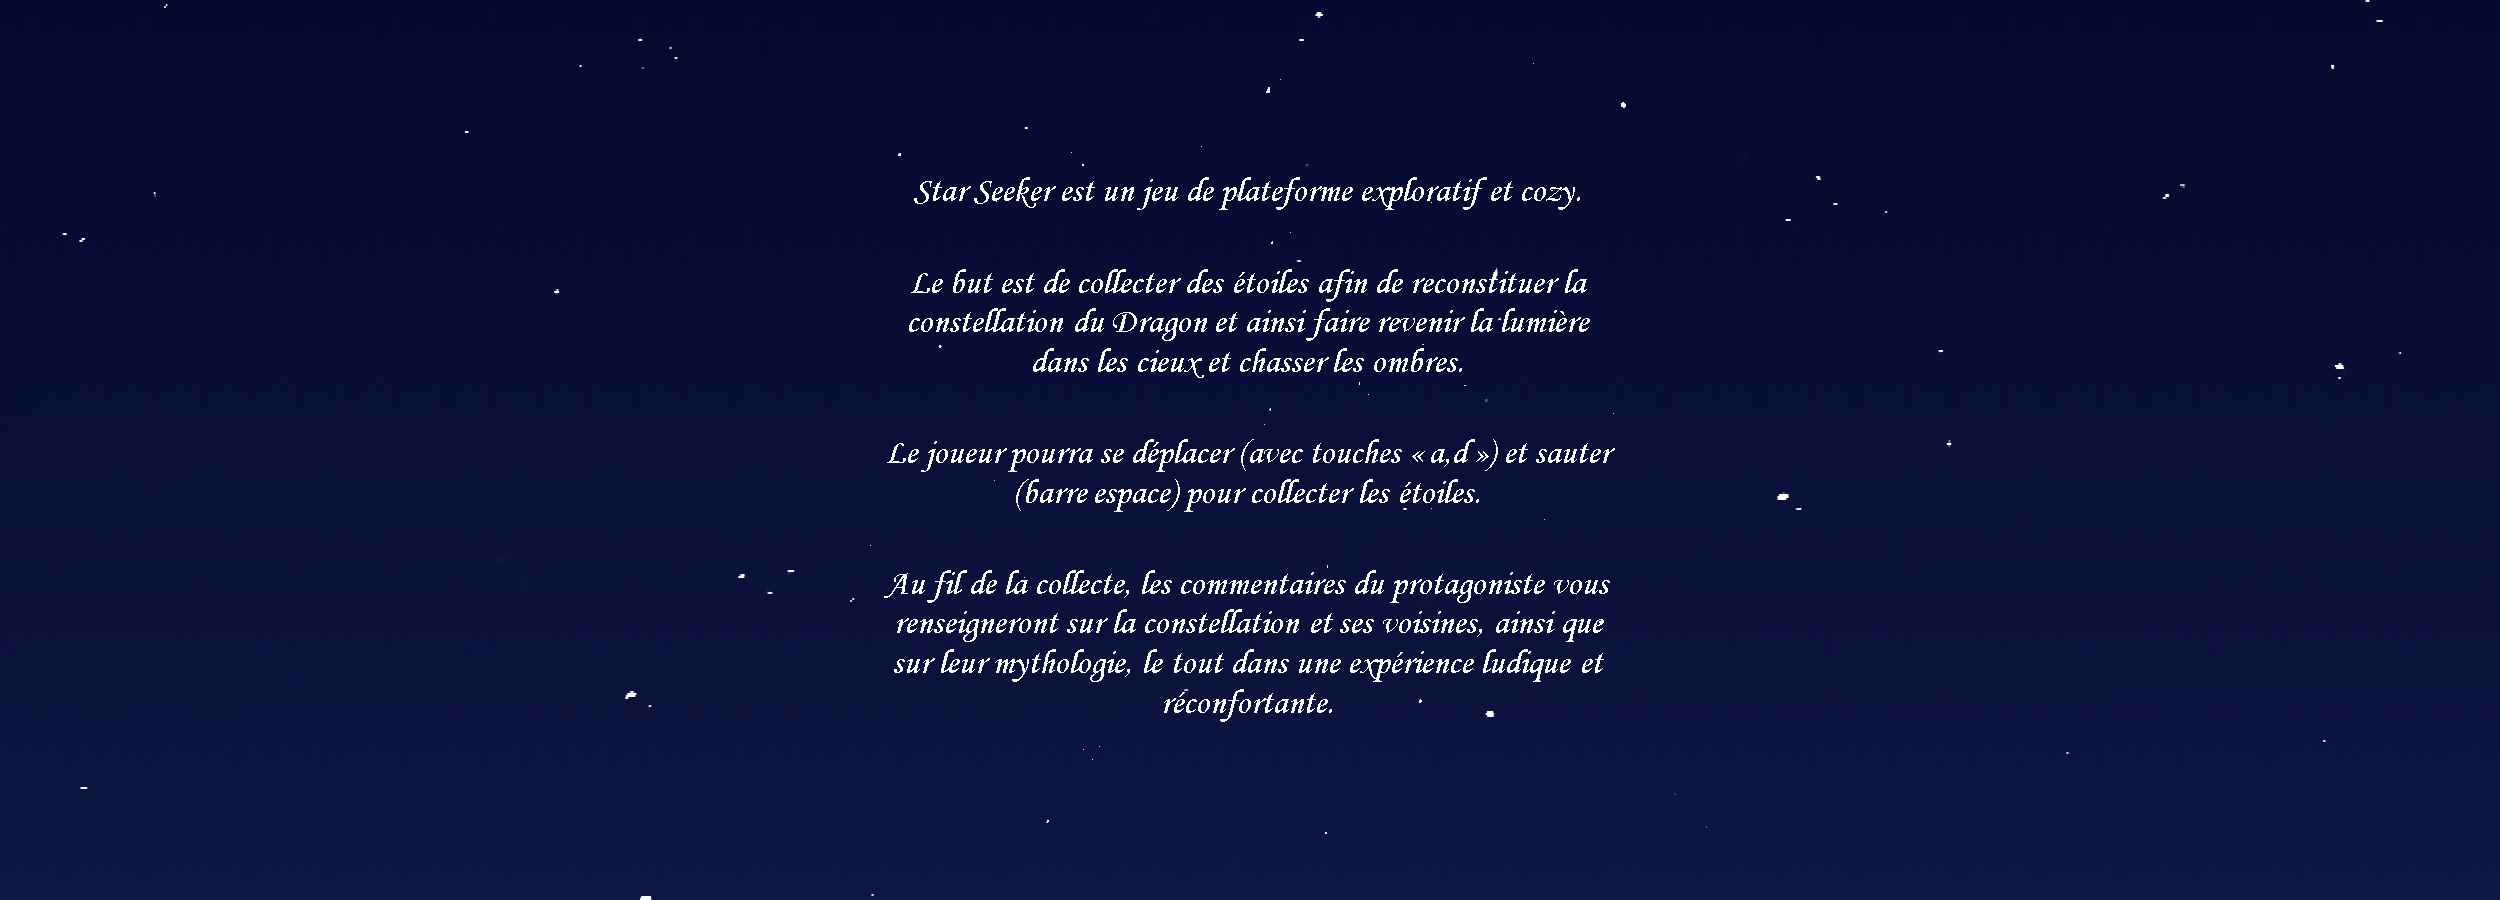 Star Seeker est un jeu de plateforme exploratif et cozy.
Le but est de collecter des étoiles afin de reconstituer la
constellation du Dragon et ainsi faire revenir la lumière
dans les cieux et chasser les ombres.
Le joueur pourra se déplacer (avec touches « a,d ») et sauter
(barre espace) pour collecter les étoiles.
Au fil de la collecte, les commentaires du protagoniste vous
renseigneront sur la constellation et ses voisines, ainsi que
sur leur mythologie, le tout dans une expérience ludique et
réconfortante.